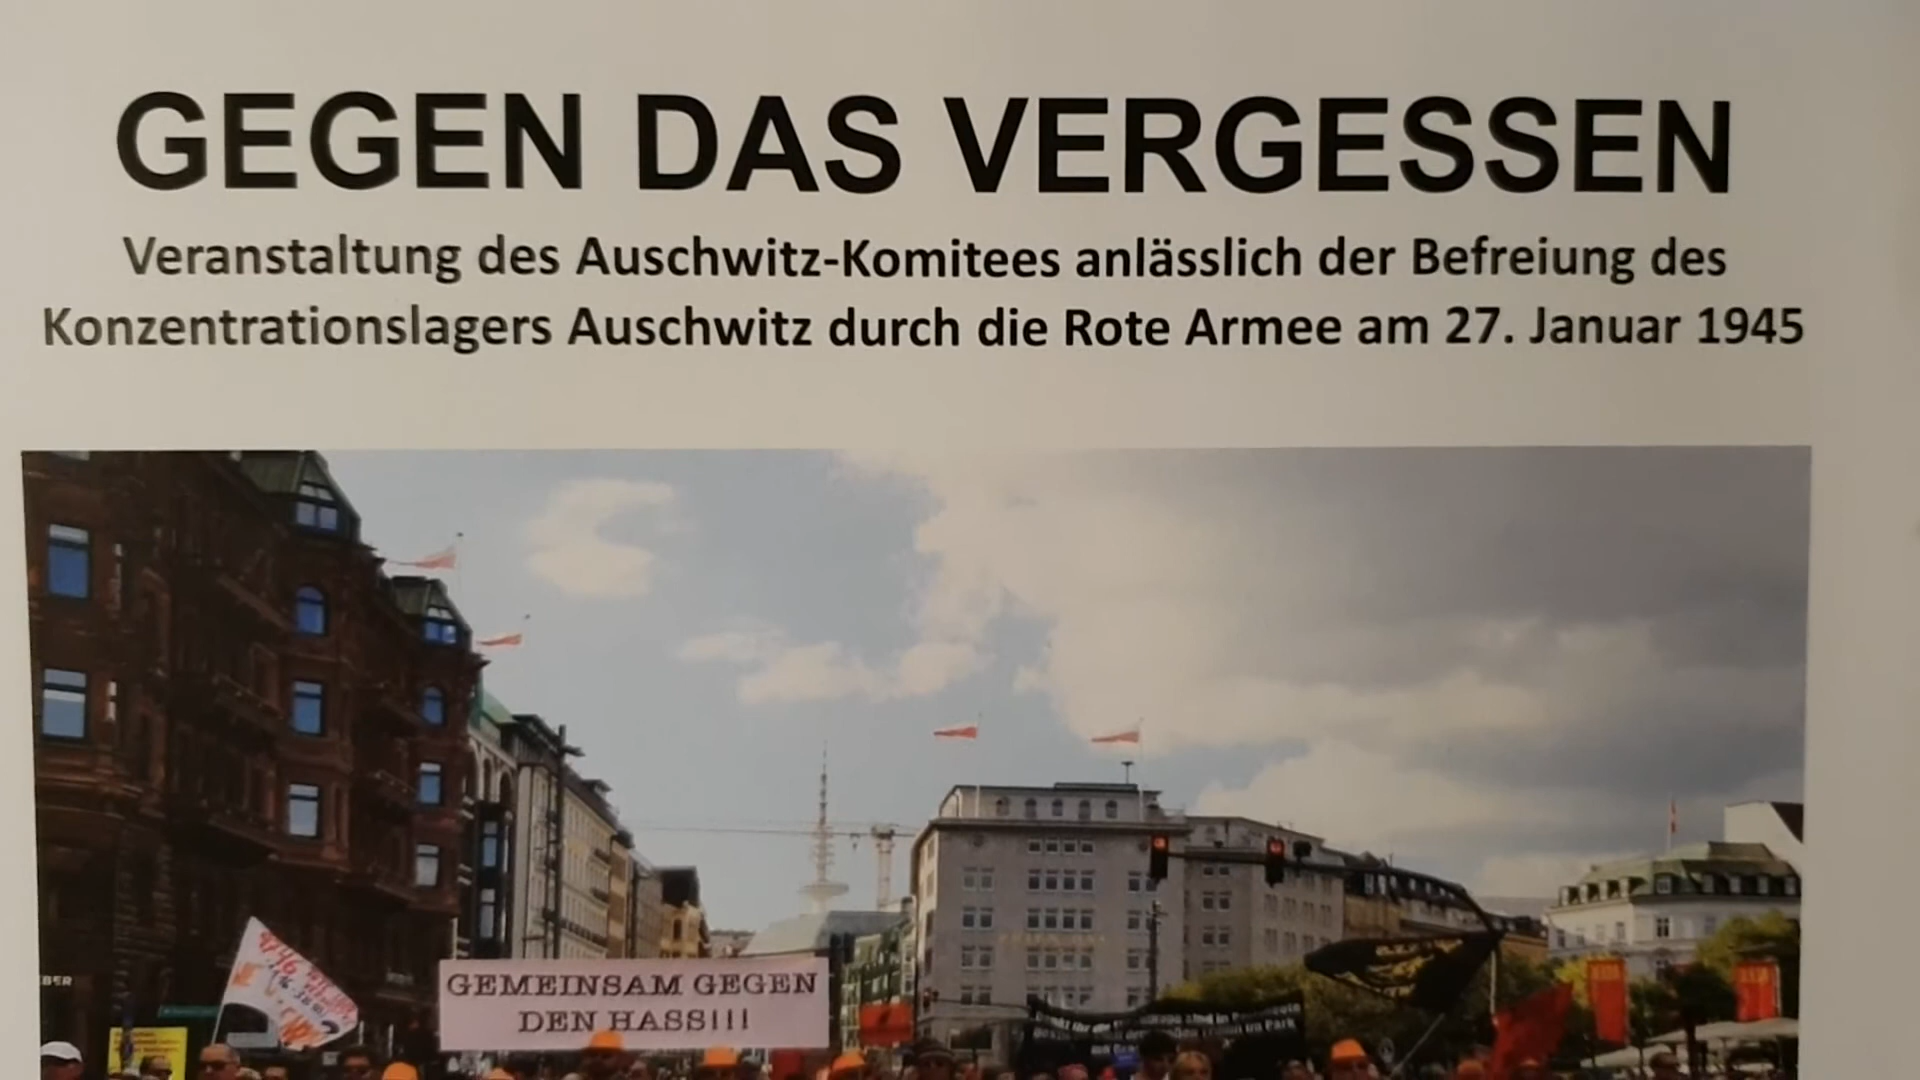 GEGEN DAS VERGESSEN
Veranstaltung des Auschwitz-Komitees anlässlich der Befreiung des
Konzentrationslagers Auschwitz durch die Rote Armee am 27. Januar 1945
GEMEINSAM GEGEN
DEN HASS!!!